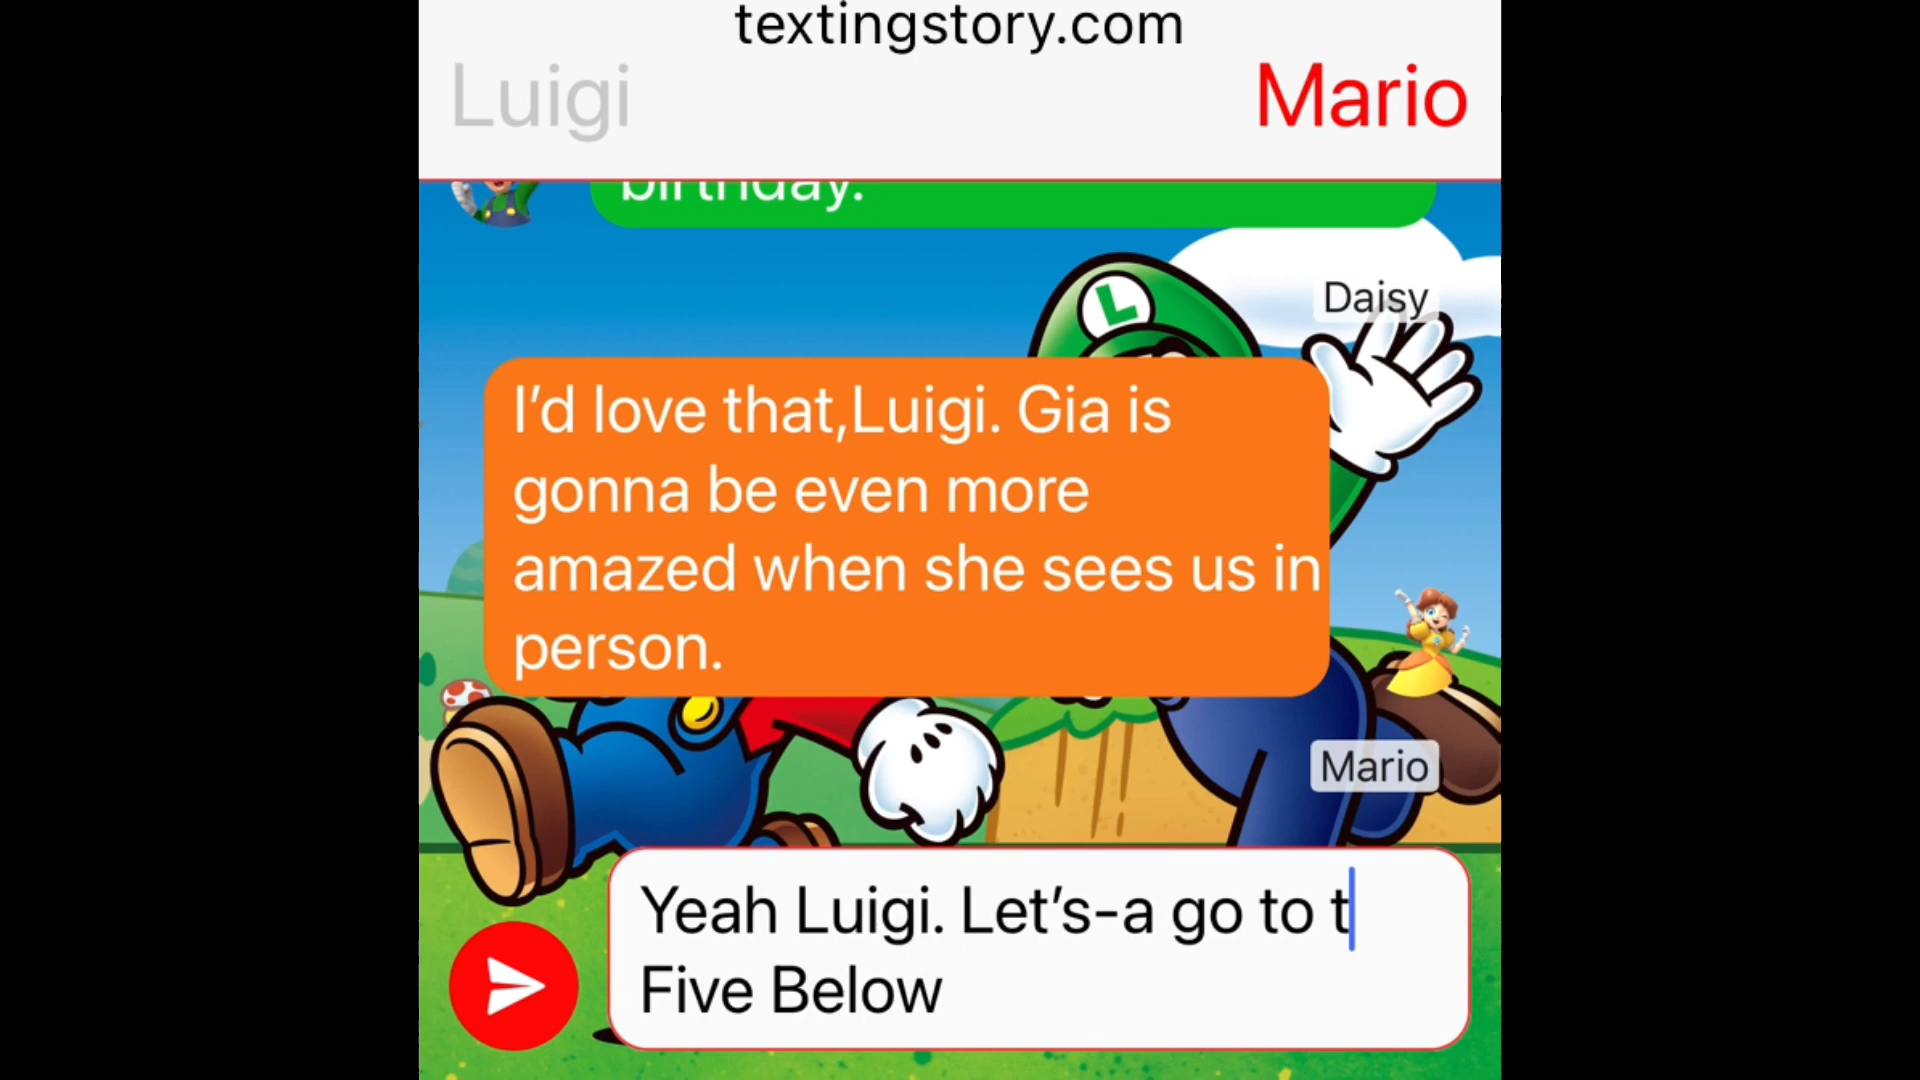 textingstory.com
Luigi
Mario
birthday.
L
Daisy
I’d love that,Luigi. Gia is
gonna be even more
amazed when she sees us in
person.
Mario
Yeah Luigi. Let’s-a go to t
Five Below